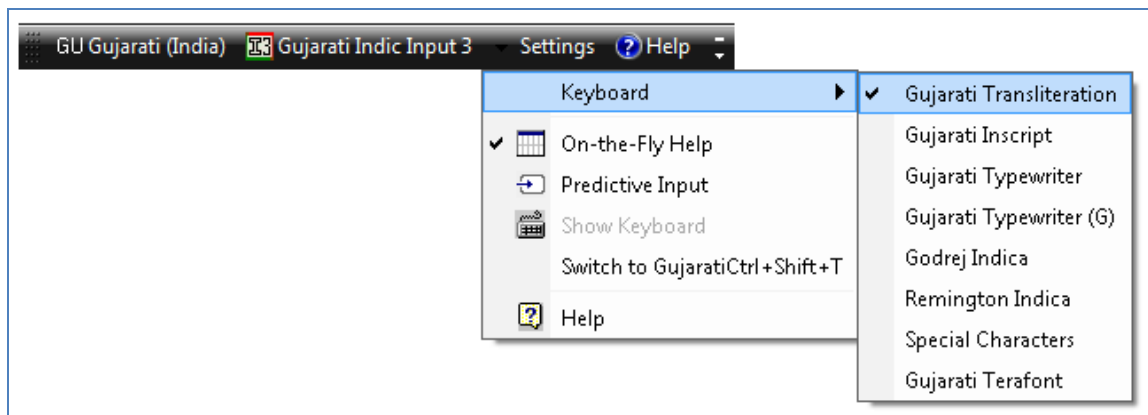 GU Gujarati (India) Gujarati Indic Input 3 Settings Help
Keyboard
On-the-Fly Help
Predictive Input
Show Keyboard
Switch to GujaratiCtrl+Shift+T
Help
Gujarati Transliteration
Gujarati Inscript
Gujarati Typewriter
Gujarati Typewriter (G)
Godrej Indica
Remington Indica
Special Characters
Gujarati Terafont